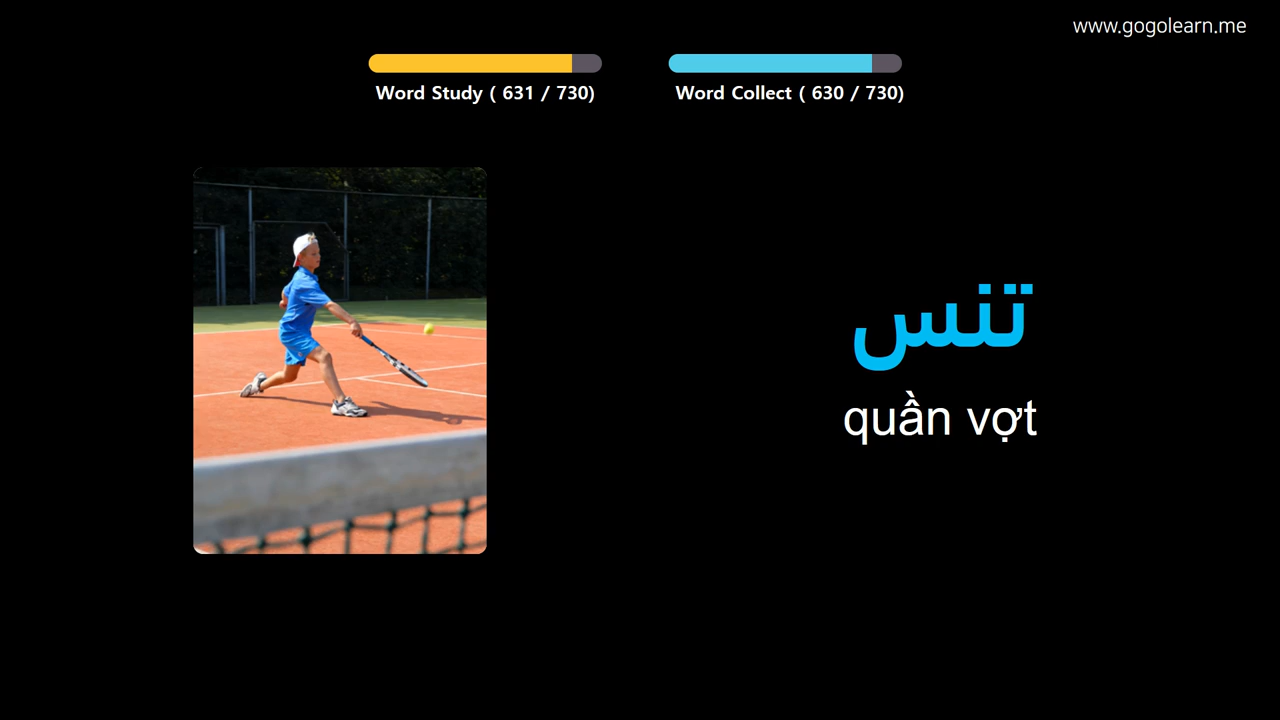 www.gogolearn.me
Word Study ( 631 / 730)
Word Collect ( 630 / 730)
تنس
quần vợt